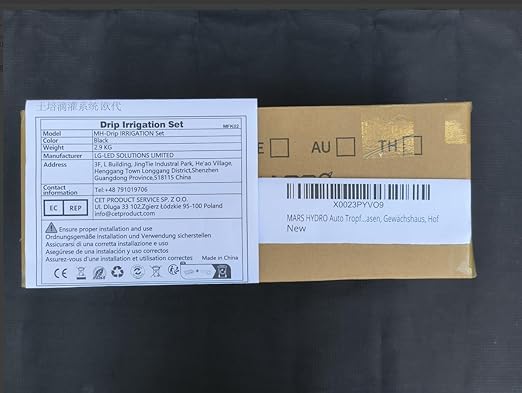 土培滴灌系统 欧代
Drip Irrigation Set MFK02
Model MH-Drip IRRIGATION Set
Color Black
Weight 2.9 KG
Manufacturer LG-LED SOLUTIONS LIMITED
Address 3F, L Building, JingTie Industrial Park, He'ao Village,
Henggang Town Longgang District,Shenzhen
Guangdong Province,518115 China
Contact information Tel:+48 791019706
EC REP CET PRODUCT SERVICE SP. Z O.O.
Ul. Dluga 33 102,Zgierz Łódzkie 95-100 Poland
info@cetproduct.com
Ensure proper installation and use
Ordnungsgemäße installation und Verwendung sicherstellen
Assicurarsi di una corretta installazione e uso
Asegúrese de una instalación y uso correctos
Assurez-vous d'une installation et utilisation correctes
Made in China
E AU TH
X0023PYVO9
MARS HYDRO Auto Tropf...asen, Gewächshaus, Hof
New